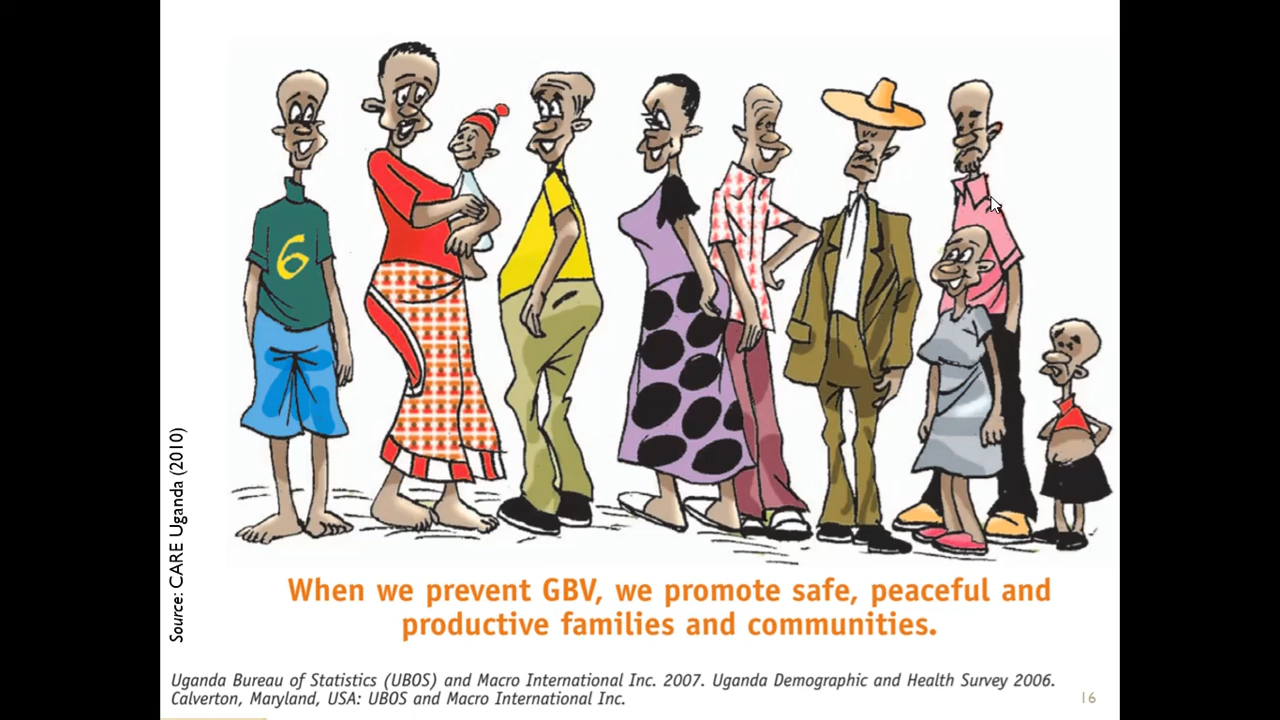 6
Source: CARE Uganda (2010)
When we prevent GBV, we promote safe, peaceful and
productive families and communities.
Uganda Bureau of Statistics (UBOS) and Macro International Inc. 2007. Uganda Demographic and Health Survey 2006.
Calverton, Maryland, USA: UBOS and Macro International Inc.
16